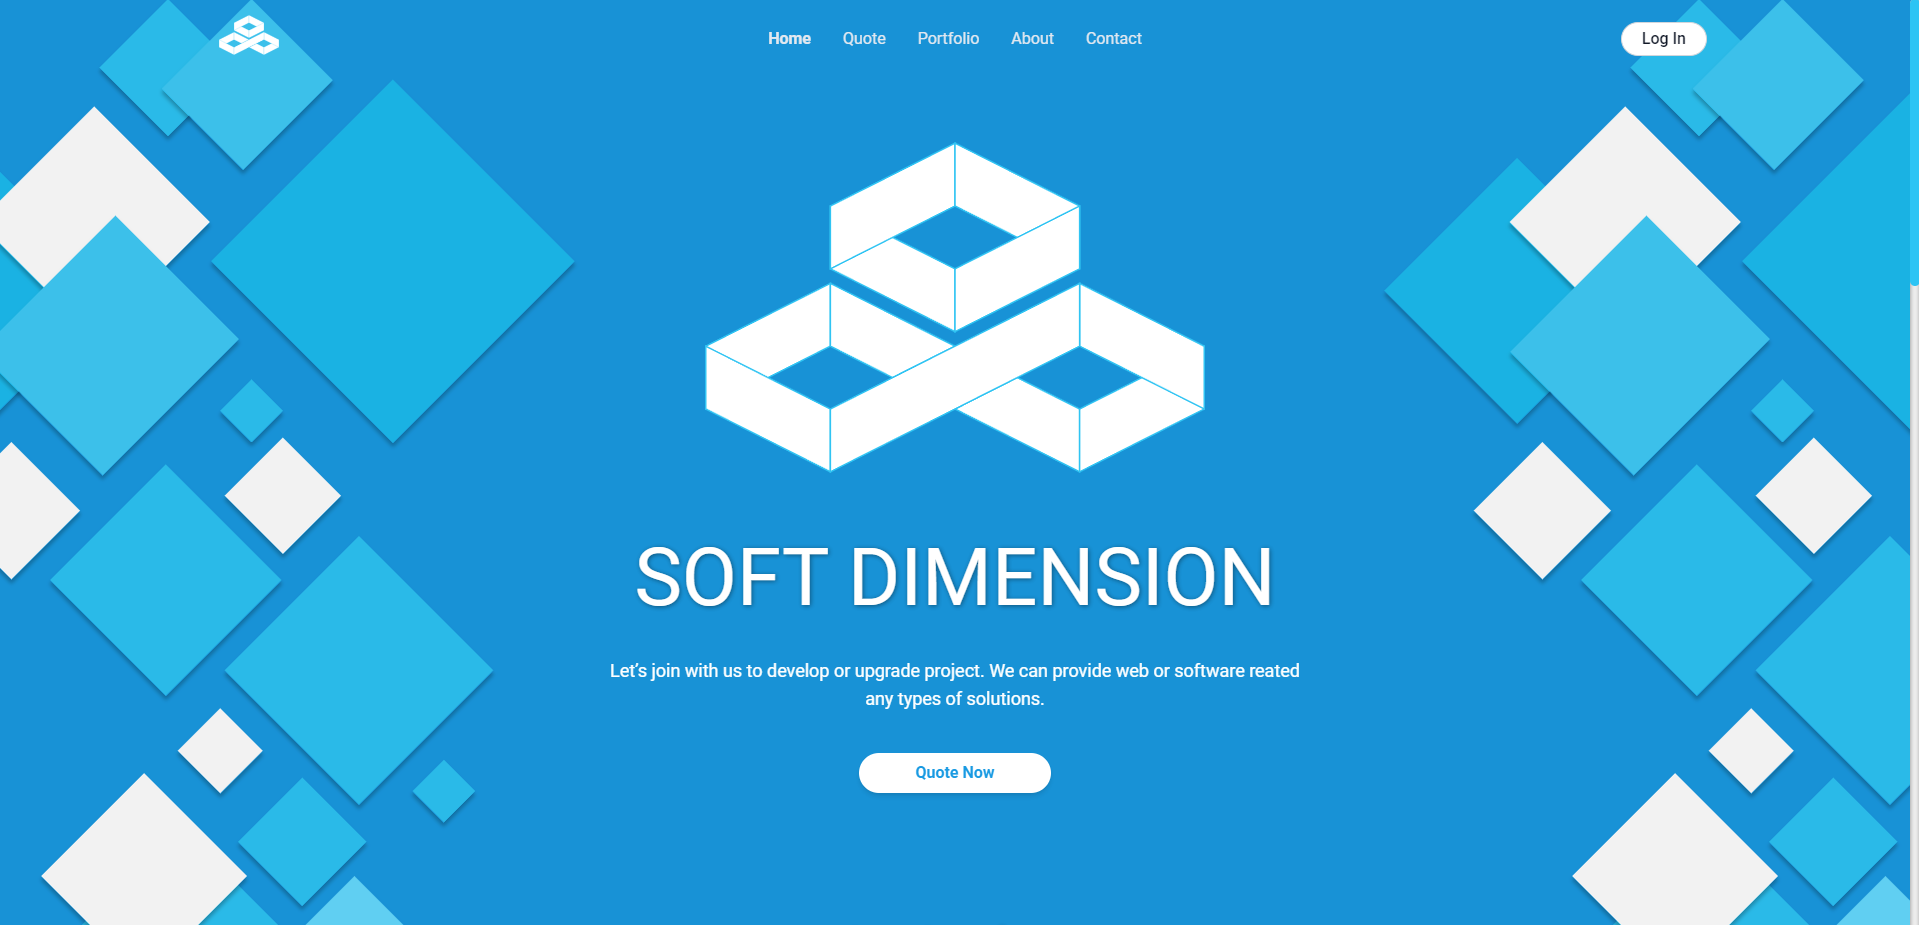 Home Quote Portfolio About Contact Log In
SOFT DIMENSION
Let’s join with us to develop or upgrade project. We can provide web or software reated
any types of solutions.
Quote Now